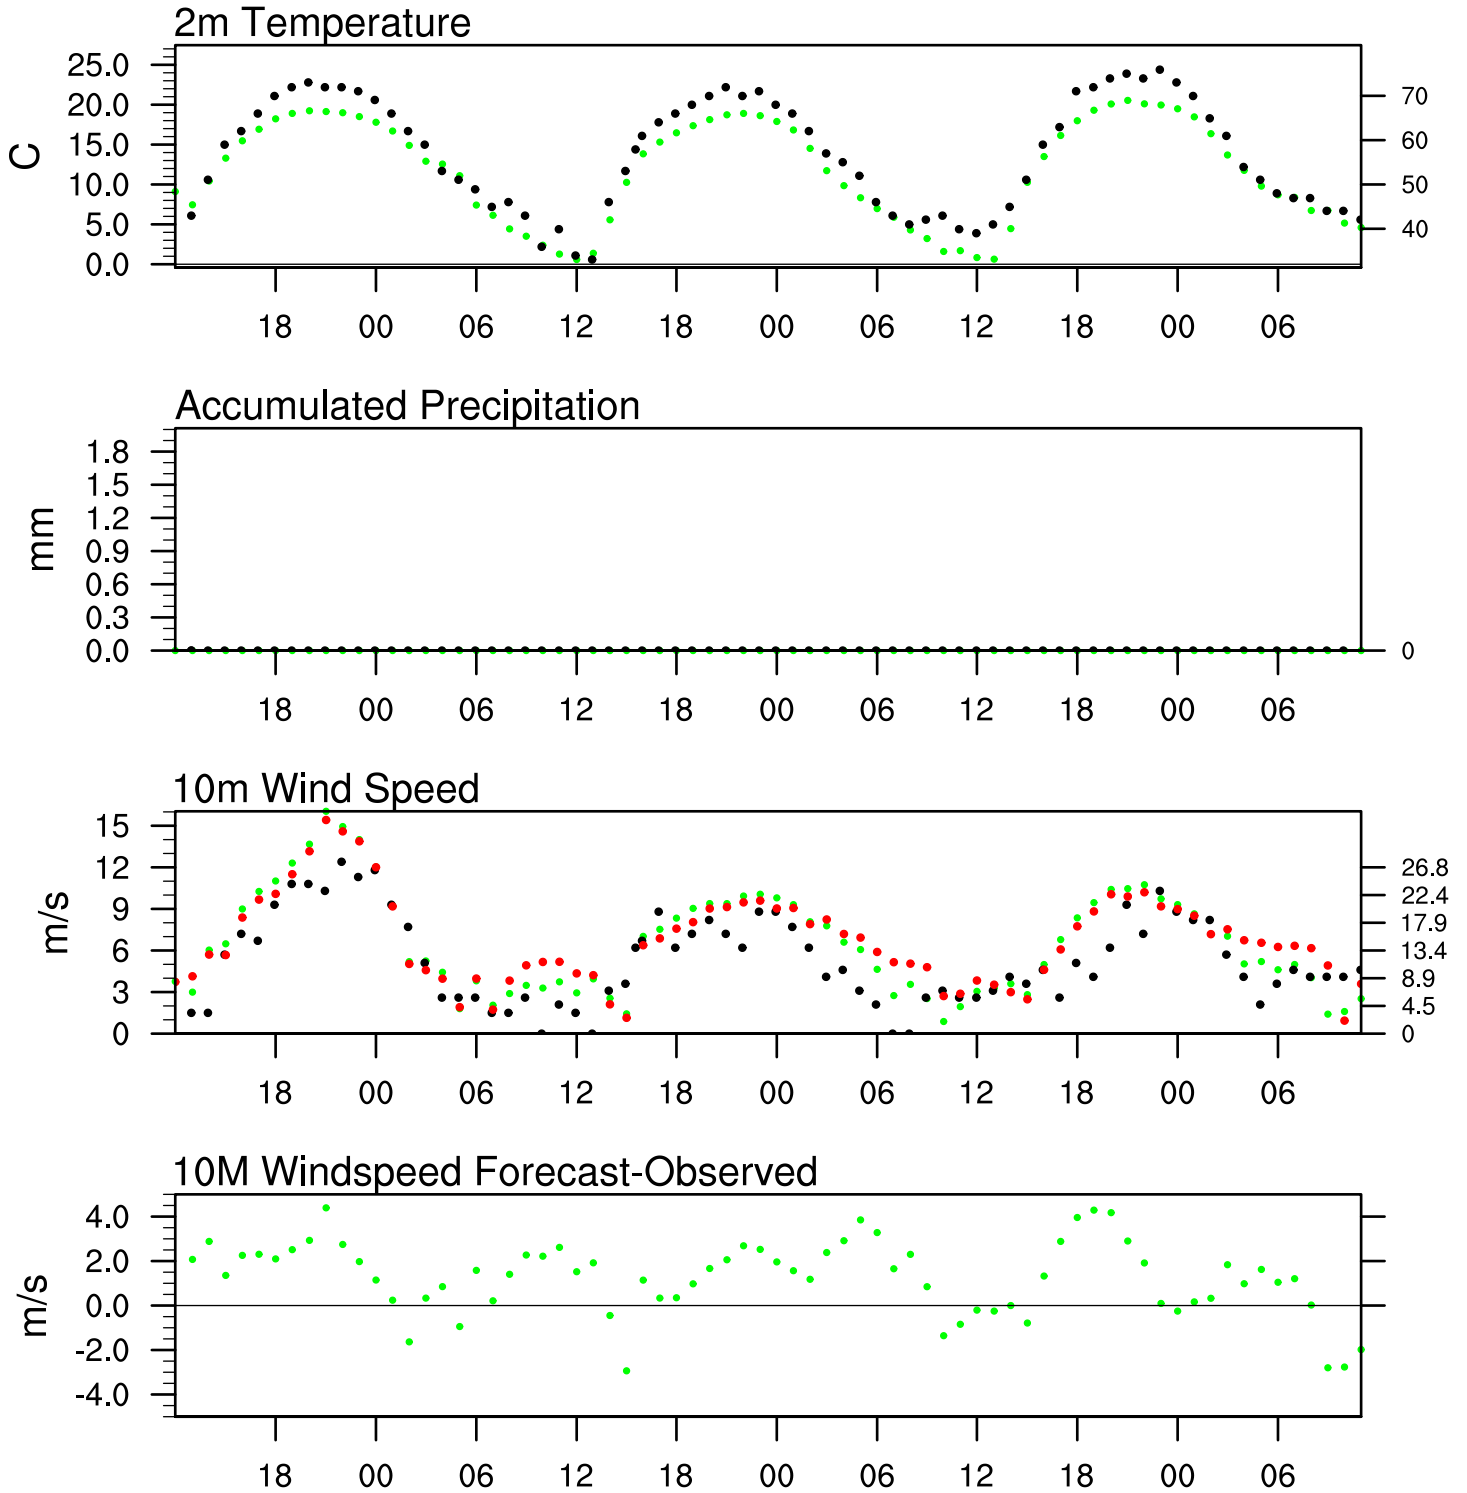 2m Temperature
25.0
20.0 70
15.0 60
10.0 50
5.0 40
0.0
C
18 00 06 12 18 00 06 12 18 00 06
Accumulated Precipitation
1.8
1.5
1.2
0.9
0.6
0.3
0.0 0
mm
18 00 06 12 18 00 06 12 18 00 06
10m Wind Speed
15
12 26.8
9 22.4
17.9
6 13.4
3 8.9
4.5
0 0
m/s
18 00 06 12 18 00 06 12 18 00 06
10M Windspeed Forecast-Observed
4.0
2.0
0.0
-2.0
-4.0
m/s
18 00 06 12 18 00 06 12 18 00 06